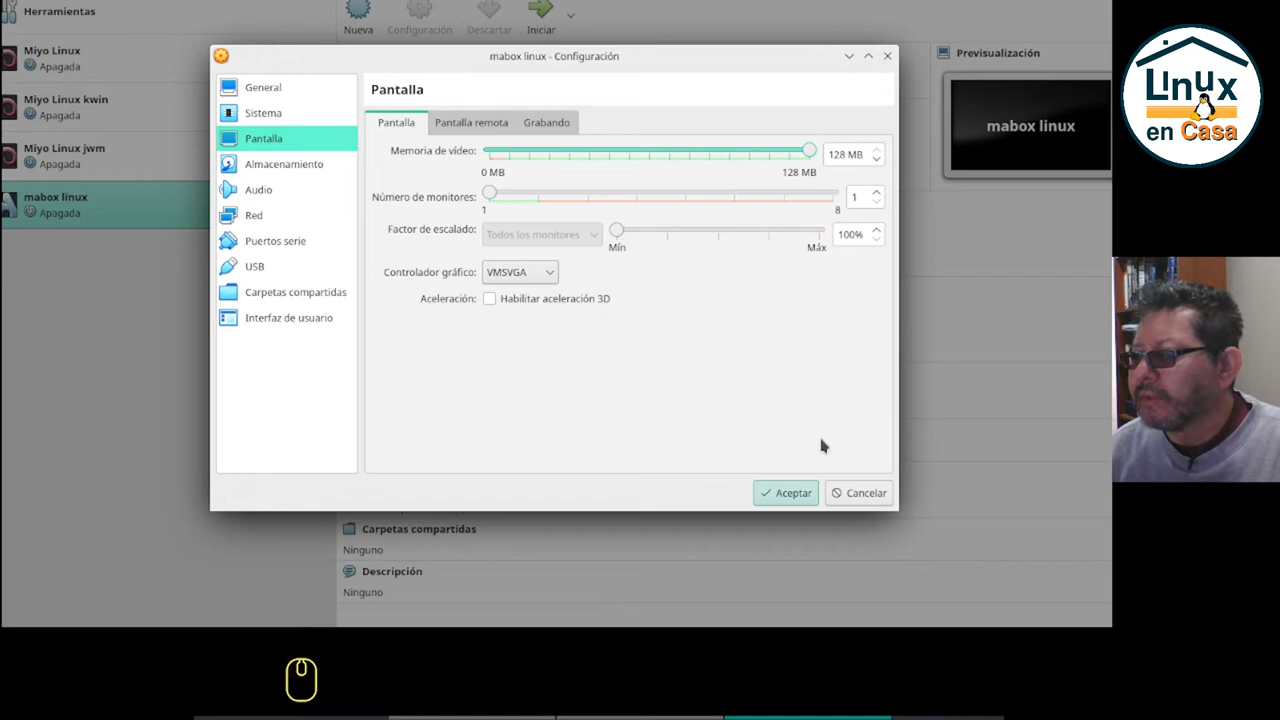 Herramientas
Nueva
Configuración
Descartar
Iniciar
Miyo Linux
Apagada
Miyo Linux kwin
Apagada
Miyo Linux jwm
Apagada
mabox linux
Apagada
mabox linux - Configuración
General
Sistema
Pantalla
Almacenamiento
Audio
Red
Puertos serie
USB
Carpetas compartidas
Interfaz de usuario
Pantalla
Pantalla
Pantalla remota
Grabando
Memoria de vídeo:
128 MB
0 MB
128 MB
Número de monitores:
1
1
8
Factor de escalado:
Todos los monitores
100%
Mín
Máx
Controlador gráfico:
VMSVGA
Aceleración:
Habilitar aceleración 3D
Aceptar
Cancelar
Previsualización
mabox linux
Carpetas compartidas
Ninguno
Descripción
Ninguno
Linux
en Casa